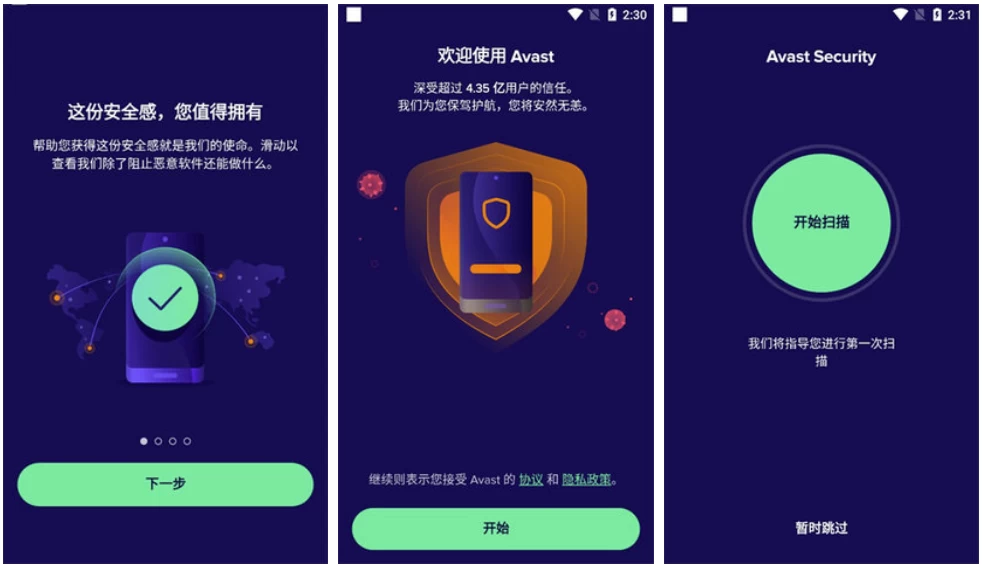 这份安全感，您值得拥有
帮助您获得这份安全感就是我们的使命。滑动以
查看我们除了阻止恶意软件还能做什么。
下一步
2:30
欢迎使用 Avast
深受超过 4.35 亿用户的信任。
我们为您保驾护航，您将安然无恙。
继续则表示您接受 Avast 的 协议 和 隐私政策。
开始
2:31
Avast Security
开始扫描
我们将指导您进行第一次扫
描
暂时跳过